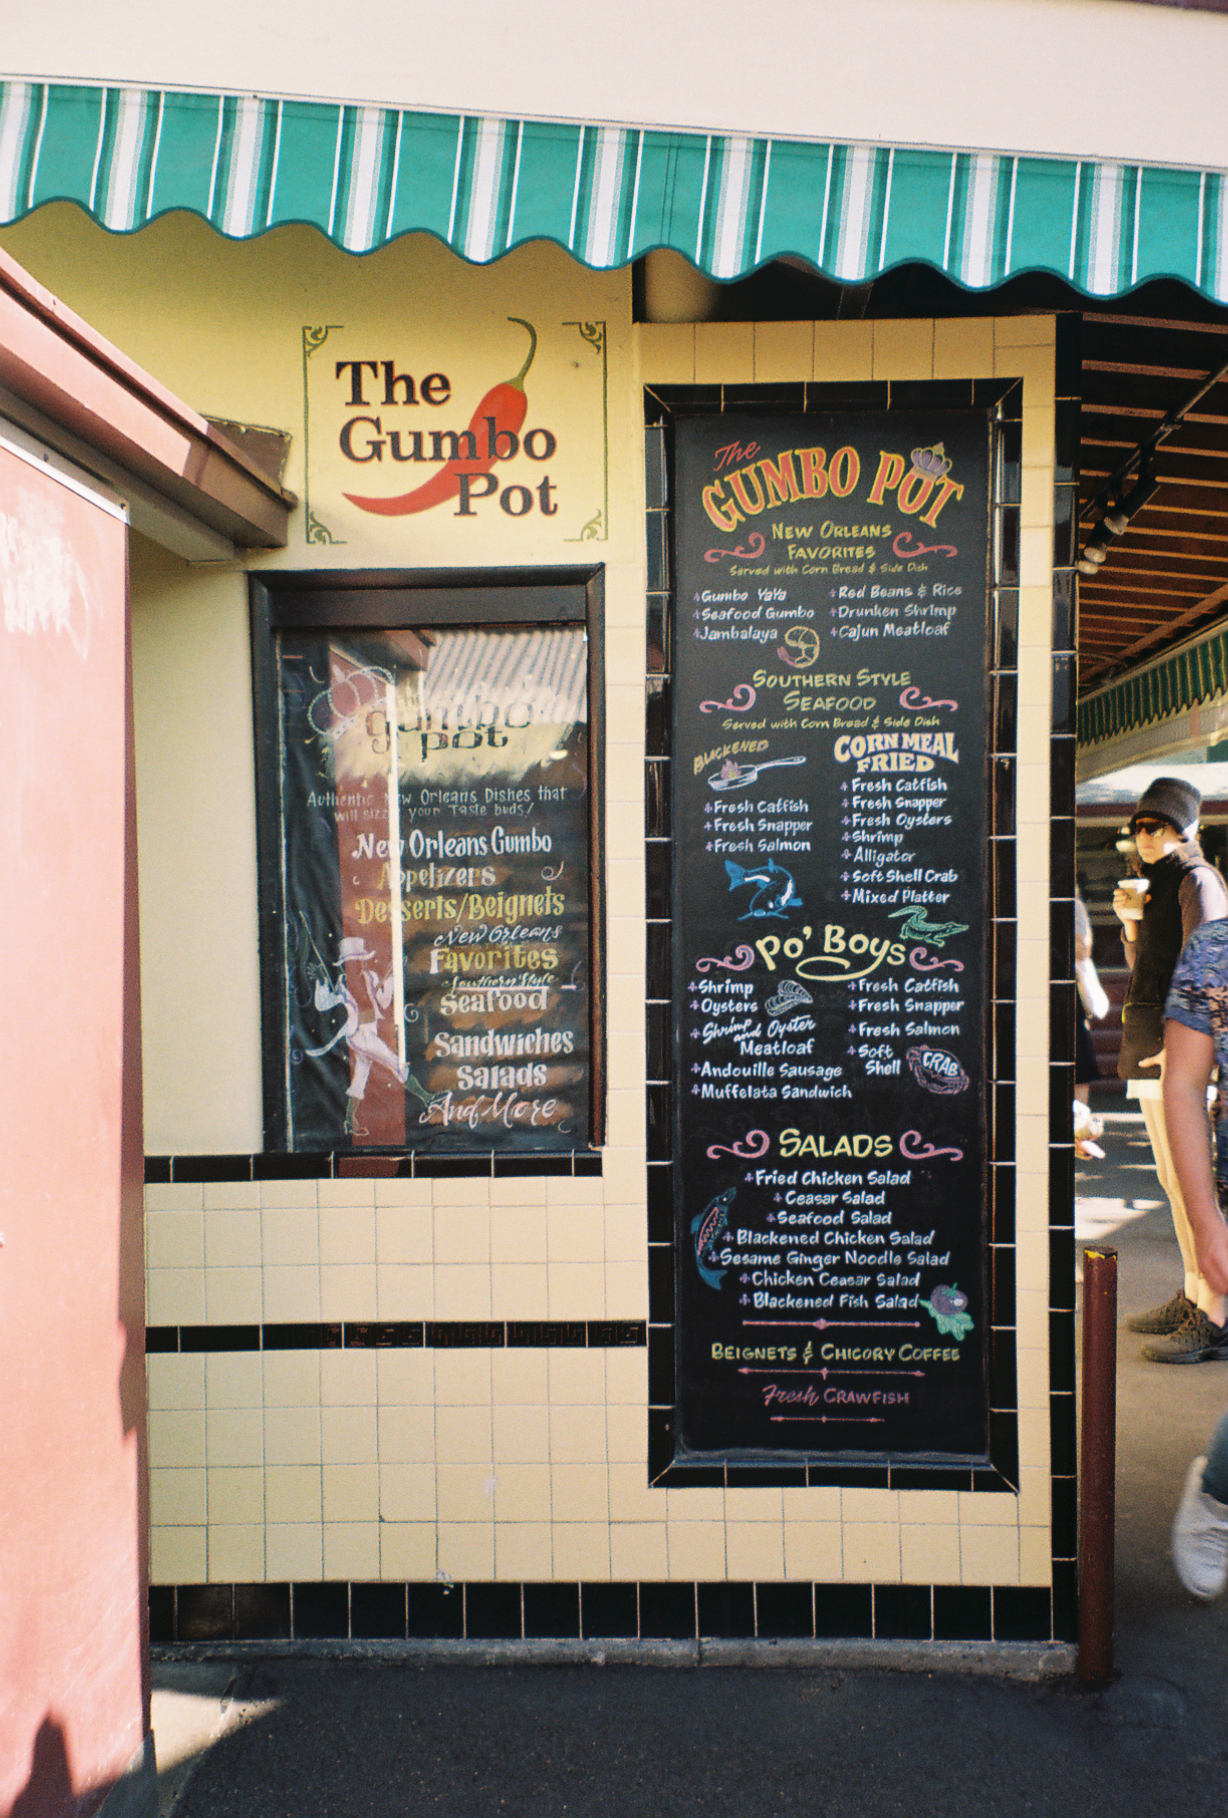 The
Gumbo
Pot
gumbo
pot
Authentic New Orleans Dishes that
your Taste buds!
New Orleans Gumbo
Appetizers
Desserts/Beignets
New Orleans
Favorites
Southern Style
Seafood
Sandwiches
Salads
And More
The
GUMBO POT
NEW ORLEANS
FAVORITES
Served with Corn Bread & Side Dish
Gumbo YaYa
Seafood Gumbo
Jambalaya
Red Beans & Rice
Drunken Shrimp
Cajun Meatloaf
SOUTHERN STYLE
SEAFOOD
Served with Corn Bread & Side Dish
BLACKENED
Fresh Catfish
Fresh Snapper
Fresh Salmon
CORN MEAL
FRIED
Fresh Catfish
Fresh Snapper
Fresh Oysters
Shrimp
Alligator
Soft Shell Crab
Mixed Platter
Po' Boys
Shrimp
Oysters
Shrimp and Oyster
Meatloaf
Andouille Sausage
Muffelata Sandwich
Fresh Catfish
Fresh Snapper
Fresh Salmon
Soft
Shell CRAB
SALADS
Fried Chicken Salad
Ceasar Salad
Seafood Salad
Blackened Chicken Salad
Sesame Ginger Noodle Salad
Chicken Ceasar Salad
Blackened Fish Salad
BEIGNETS & CHICORY COFFEE
Fresh CRAWFISH